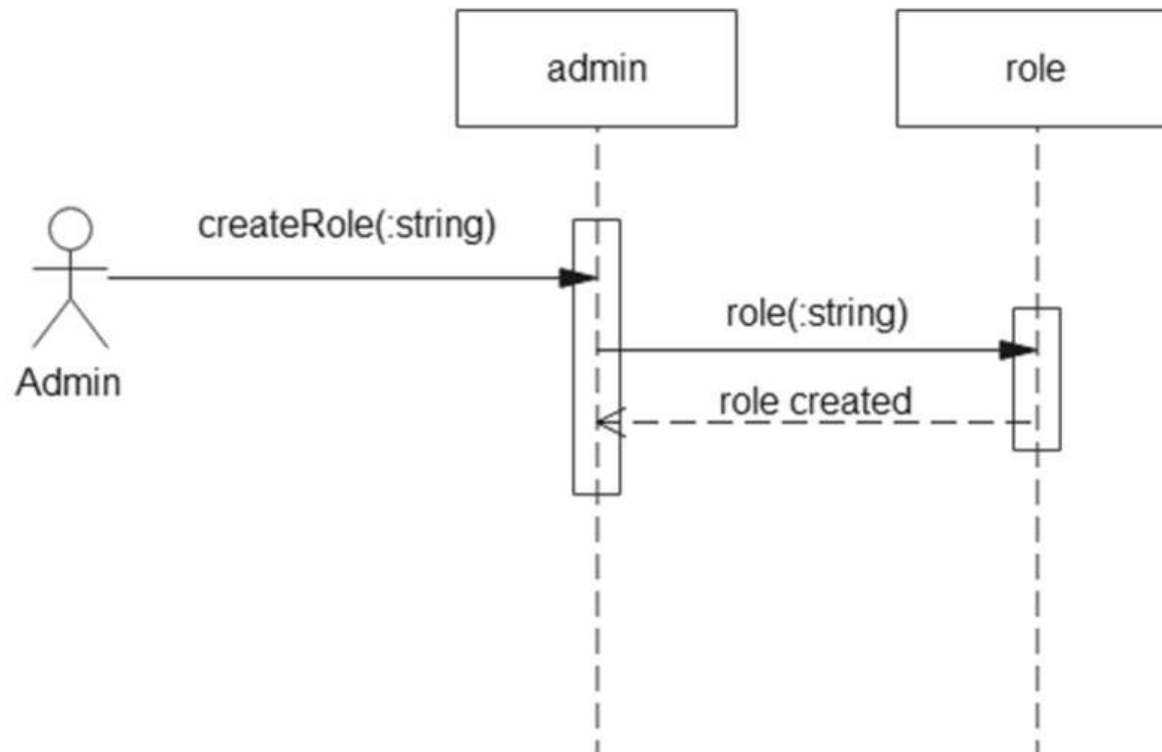 admin
role
createRole(:string)
role(:string)
role created
Admin